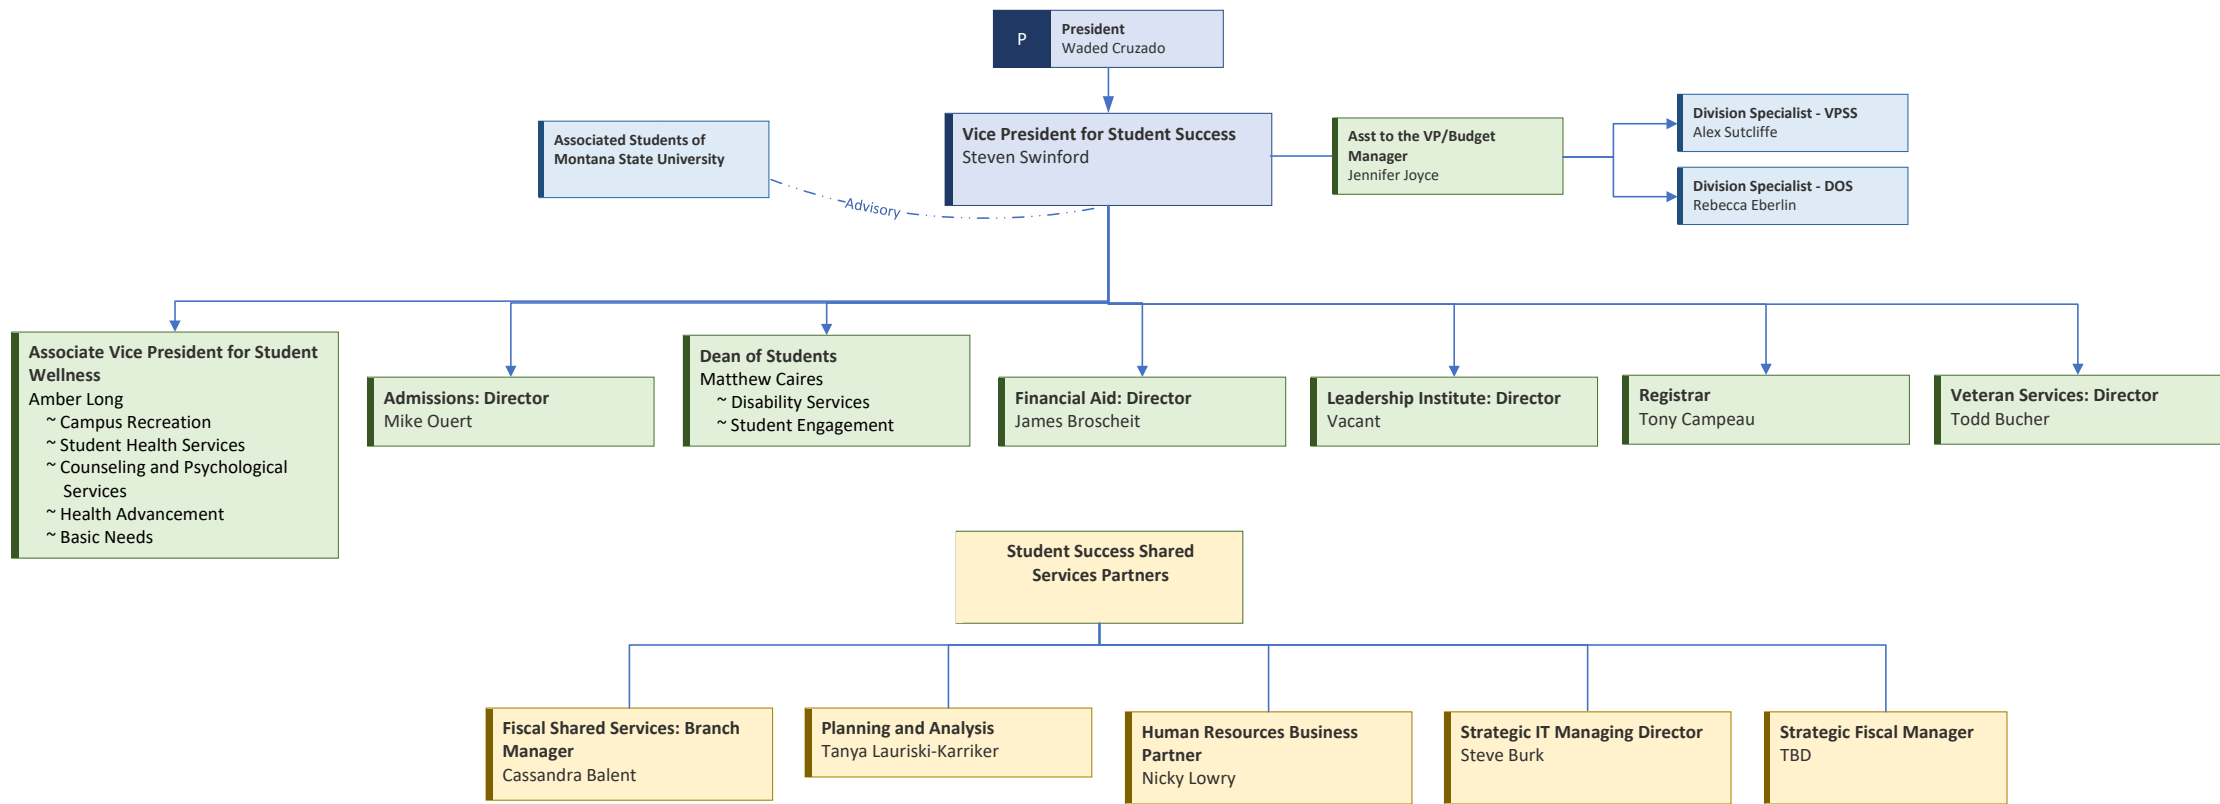 P
President
Waded Cruzado
Associated Students of
Montana State University
Vice President for Student Success
Steven Swinford
Asst to the VP/Budget
Manager
Jennifer Joyce
Division Specialist - VPSS
Alex Sutcliffe
Division Specialist - DOS
Rebecca Eberlin
Advisory
Associate Vice President for Student
Wellness
Amber Long
~ Campus Recreation
~ Student Health Services
~ Counseling and Psychological
Services
~ Health Advancement
~ Basic Needs
Admissions: Director
Mike Ouert
Dean of Students
Matthew Caires
~ Disability Services
~ Student Engagement
Financial Aid: Director
James Broscheit
Leadership Institute: Director
Vacant
Registrar
Tony Campeau
Veteran Services: Director
Todd Bucher
Student Success Shared
Services Partners
Fiscal Shared Services: Branch
Manager
Cassandra Balent
Planning and Analysis
Tanya Lauriski-Karriker
Human Resources Business
Partner
Nicky Lowry
Strategic IT Managing Director
Steve Burk
Strategic Fiscal Manager
TBD